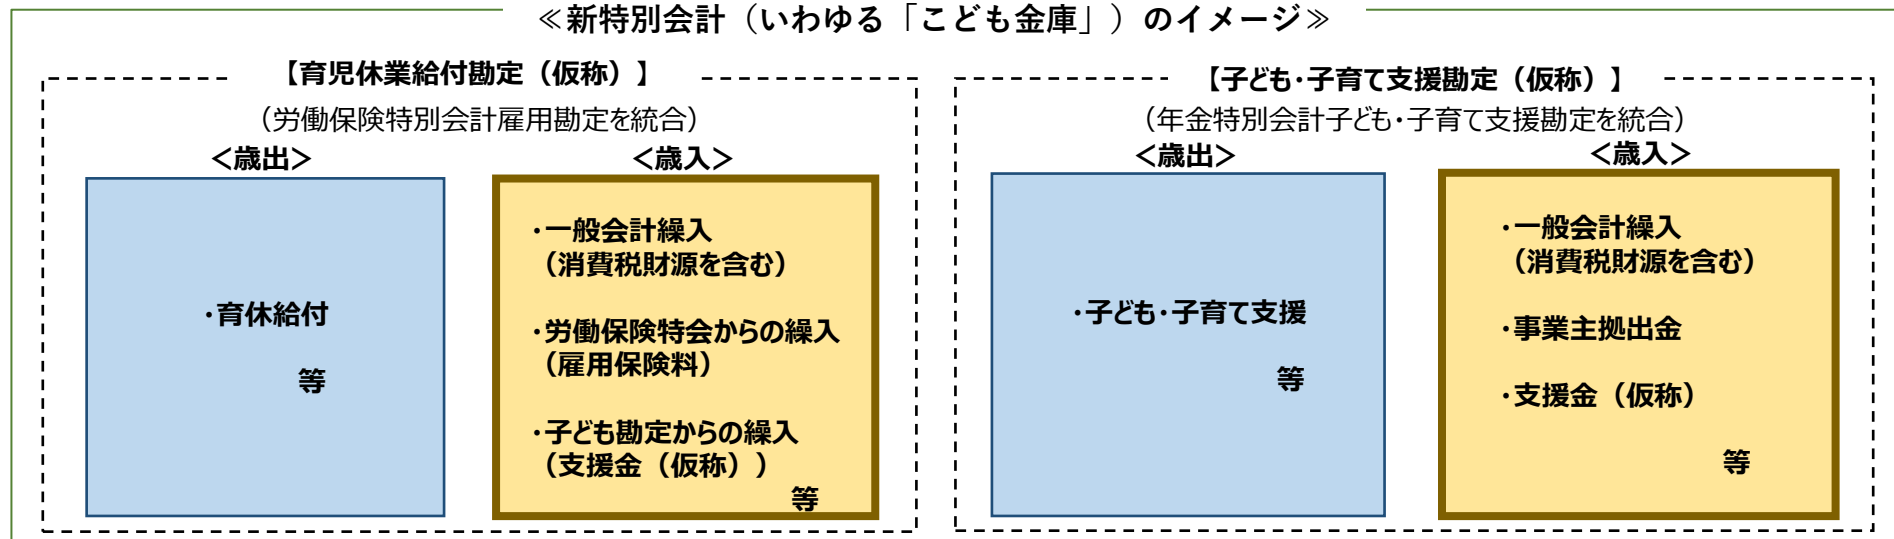 ≪新特別会計（いわゆる「こども金庫」）のイメージ≫
【育児休業給付勘定（仮称）】
（労働保険特別会計雇用勘定を統合）
＜歳出＞
・育休給付
等
＜歳入＞
・一般会計繰入
（消費税財源を含む）
・労働保険特会からの繰入
（雇用保険料）
・子ども勘定からの繰入
（支援金（仮称））
等
【子ども・子育て支援勘定（仮称）】
（年金特別会計子ども・子育て支援勘定を統合）
＜歳出＞
・子ども・子育て支援
等
＜歳入＞
・一般会計繰入
（消費税財源を含む）
・事業主拠出金
・支援金（仮称）
等